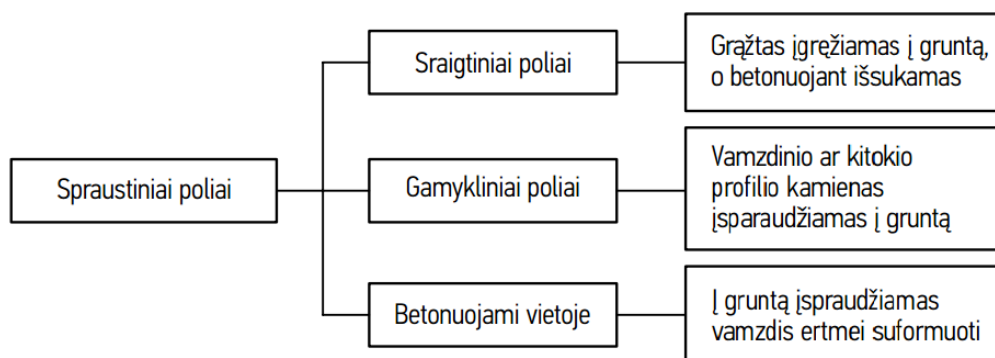 Sraigtiniai poliai
Grąžtas įgręžiamas į gruntą,
o betonuojant išsukamas
Spraustiniai poliai
Gamykliniai poliai
Vamzdinio ar kitokio
profilio kamienas
įsparaudžiamas į gruntą
Betonuojami vietoje
Į gruntą įspraudžiamas
vamzdis ertmei suformuoti